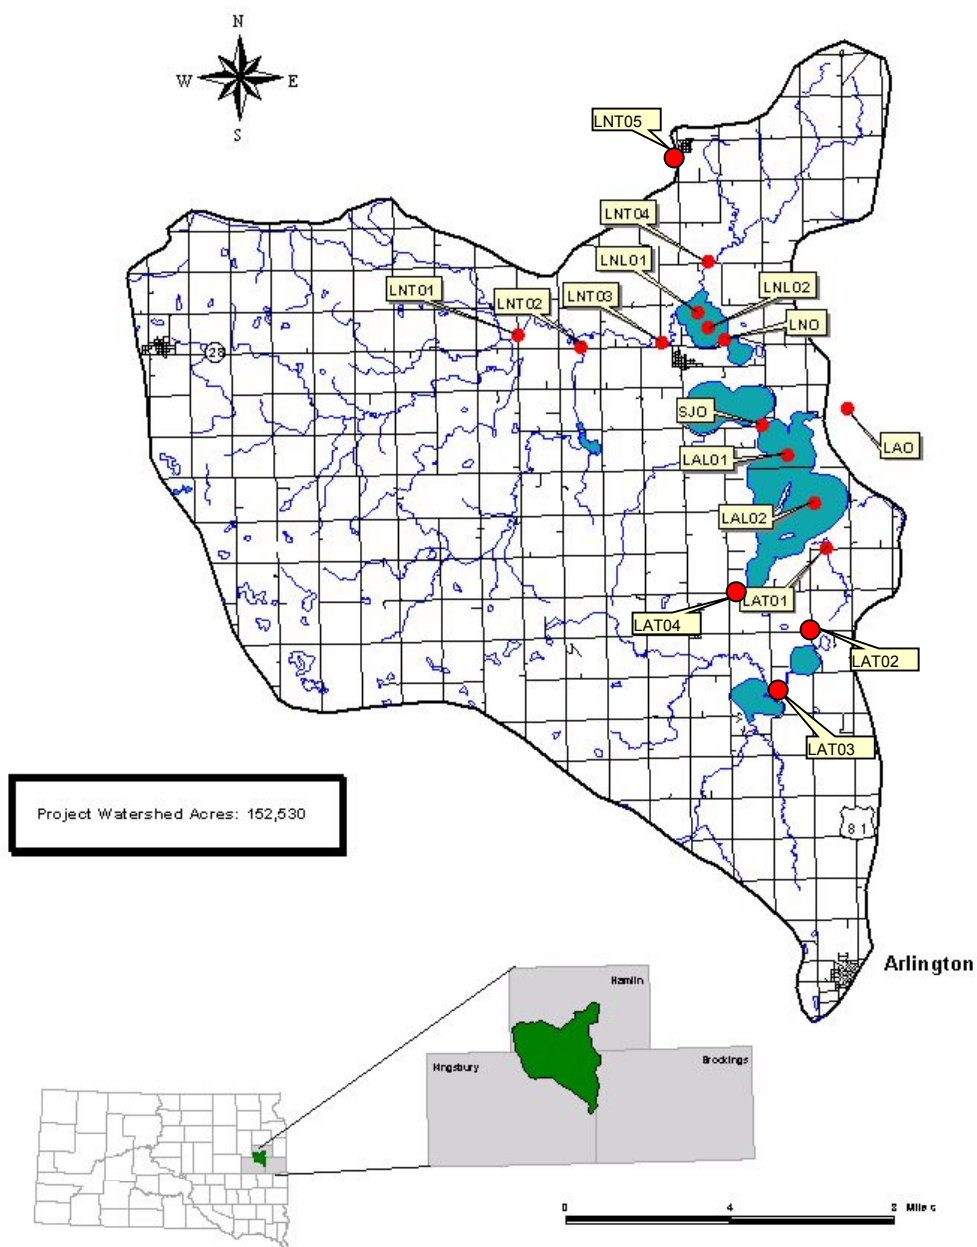 N
W E
S
LNT05
LNT04
LNL01
LNT01
LNT02
LNT03
LNL02
LNO
28
SJO
LAO
LAL01
LAL02
LAT01
LAT04
LAT02
LAT03
Project Watershed Acres: 152,530
81
Arlington
Hamlin
Kingsbury
Brockings
0 4 8 Miles